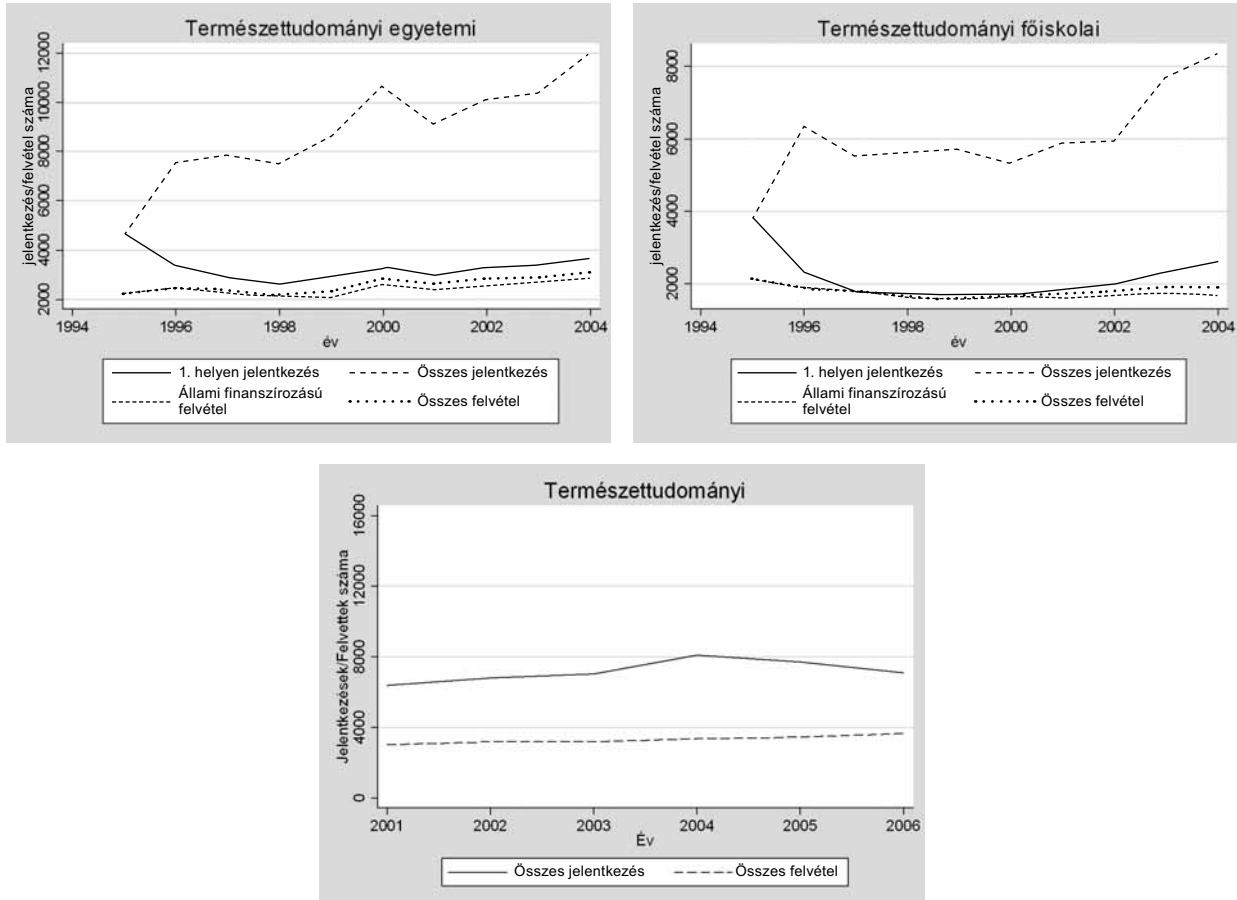 Természettudományi egyetemi
jelentkezés/felvétel száma
12000
10000
8000
6000
4000
2000
1994 1996 1998 2000 2002 2004
év
1. helyen jelentkezés Összes jelentkezés
Állami finanszírozású felvétel Összes felvétel
Természettudományi főiskolai
jelentkezés/felvétel száma
8000
6000
4000
2000
1994 1996 1998 2000 2002 2004
év
1. helyen jelentkezés Összes jelentkezés
Állami finanszírozású felvétel Összes felvétel
Természettudományi
Jelentkezések/Felvettek száma
16000
12000
8000
4000
0
2001 2002 2003 2004 2005 2006
Év
Összes jelentkezés Összes felvétel